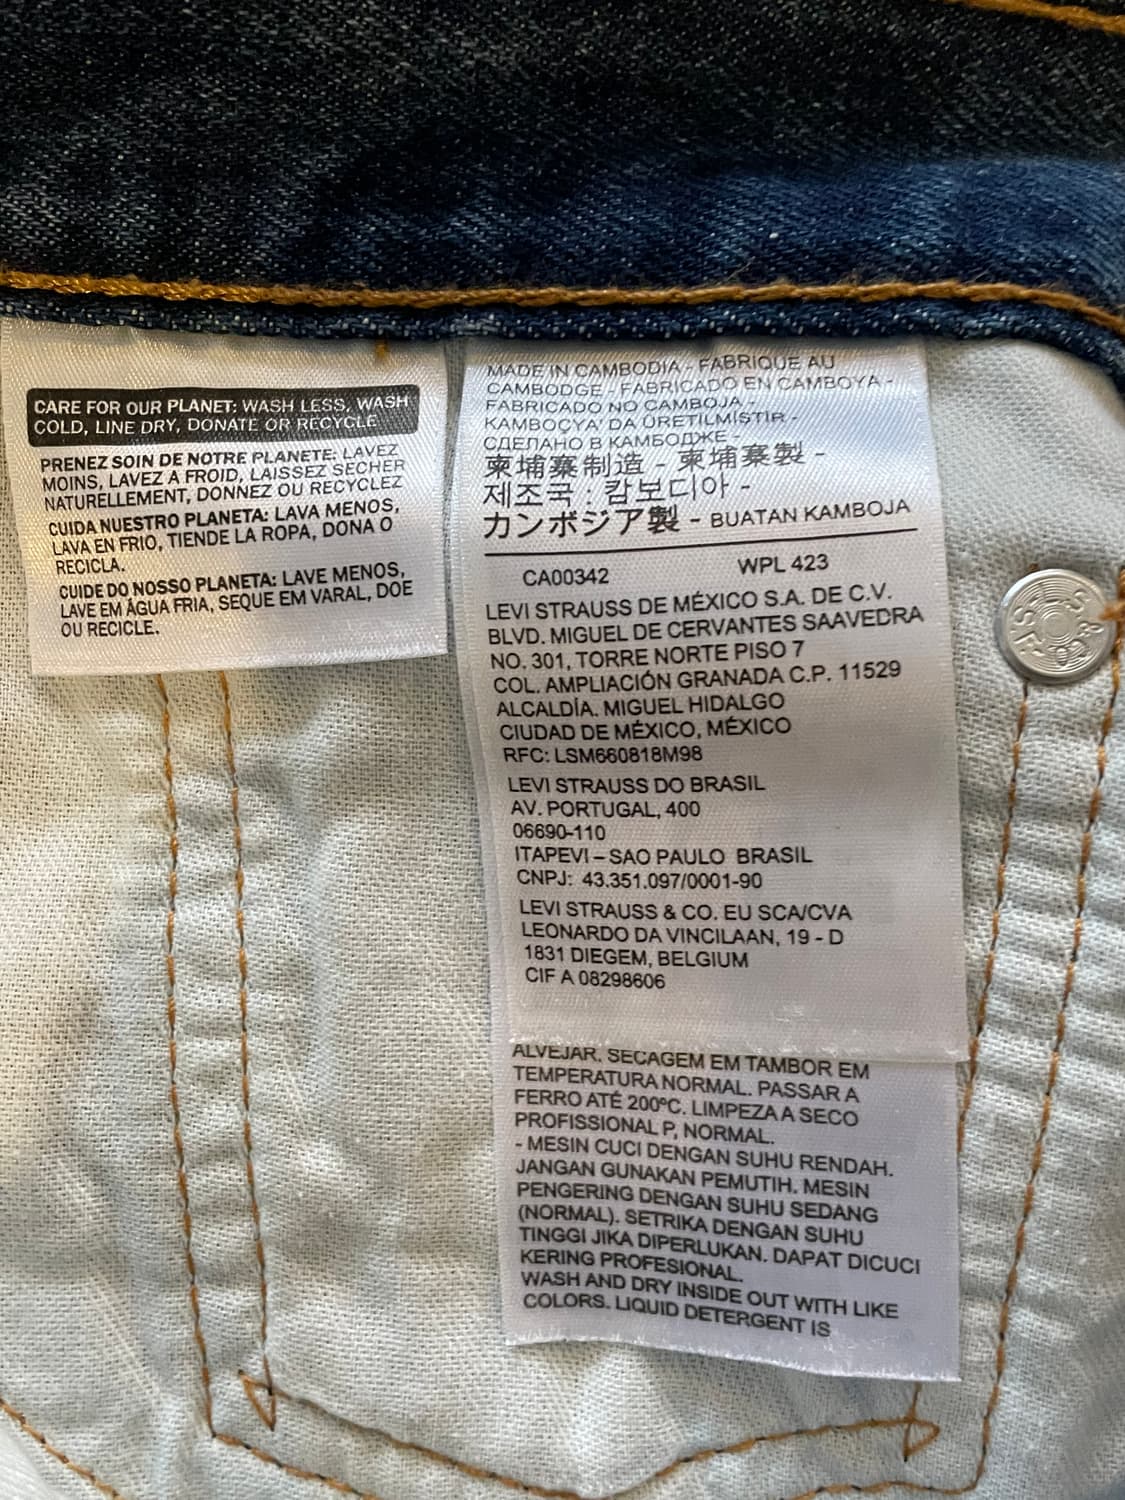 CARE FOR OUR PLANET: WASH LESS, WASH
COLD, LINE DRY, DONATE OR RECYCLE
PRENEZ SOIN DE NOTRE PLANETE: LAVEZ
MOINS, LAVEZ A FROID, LAISSEZ SECHER
NATURELLEMENT, DONNEZ OU RECYCLEZ
CUIDA NUESTRO PLANETA: LAVA MENOS,
LAVA EN FRIO, TIENDE LA ROPA, DONA O
RECICLA.
CUIDE DO NOSSO PLANETA: LAVE MENOS,
LAVE EM ÁGUA FRIA, SEQUE EM VARAL, DOE
OU RECICLE.
MADE IN CAMBODIA - FABRIQUE AU
CAMBODGE - FABRICADO EN CAMBOYA -
FABRICADO NO CAMBOJA -
KAMBOÇYA' DA ÜRETILMİSTIR -
СДЕЛАНО В КАМБОДЖЕ -
柬埔寨制造 - 柬埔寨製 -
제조국 : 캄보디아 -
カンボジア製 - BUATAN KAMBOJA
CA00342 WPL 423
LEVI STRAUSS DE MÉXICO S.A. DE C.V.
BLVD. MIGUEL DE CERVANTES SAAVEDRA
NO. 301, TORRE NORTE PISO 7
COL. AMPLIACIÓN GRANADA C.P. 11529
ALCALDÍA. MIGUEL HIDALGO
CIUDAD DE MÉXICO, MÉXICO
RFC: LSM660818M98
LEVI STRAUSS DO BRASIL
AV. PORTUGAL, 400
06690-110
ITAPEVI – SAO PAULO BRASIL
CNPJ: 43.351.097/0001-90
LEVI STRAUSS & CO. EU SCA/CVA
LEONARDO DA VINCILAAN, 19 - D
1831 DIEGEM, BELGIUM
CIF A 08298606
ALVEJAR. SECAGEM EM TAMBOR EM
TEMPERATURA NORMAL. PASSAR A
FERRO ATÉ 200ºC. LIMPEZA A SECO
PROFISSIONAL P, NORMAL.
- MESIN CUCI DENGAN SUHU RENDAH.
JANGAN GUNAKAN PEMUTIH. MESIN
PENGERING DENGAN SUHU SEDANG
(NORMAL). SETRIKA DENGAN SUHU
TINGGI JIKA DIPERLUKAN. DAPAT DICUCI
KERING PROFESIONAL.
WASH AND DRY INSIDE OUT WITH LIKE
COLORS. LIQUID DETERGENT IS